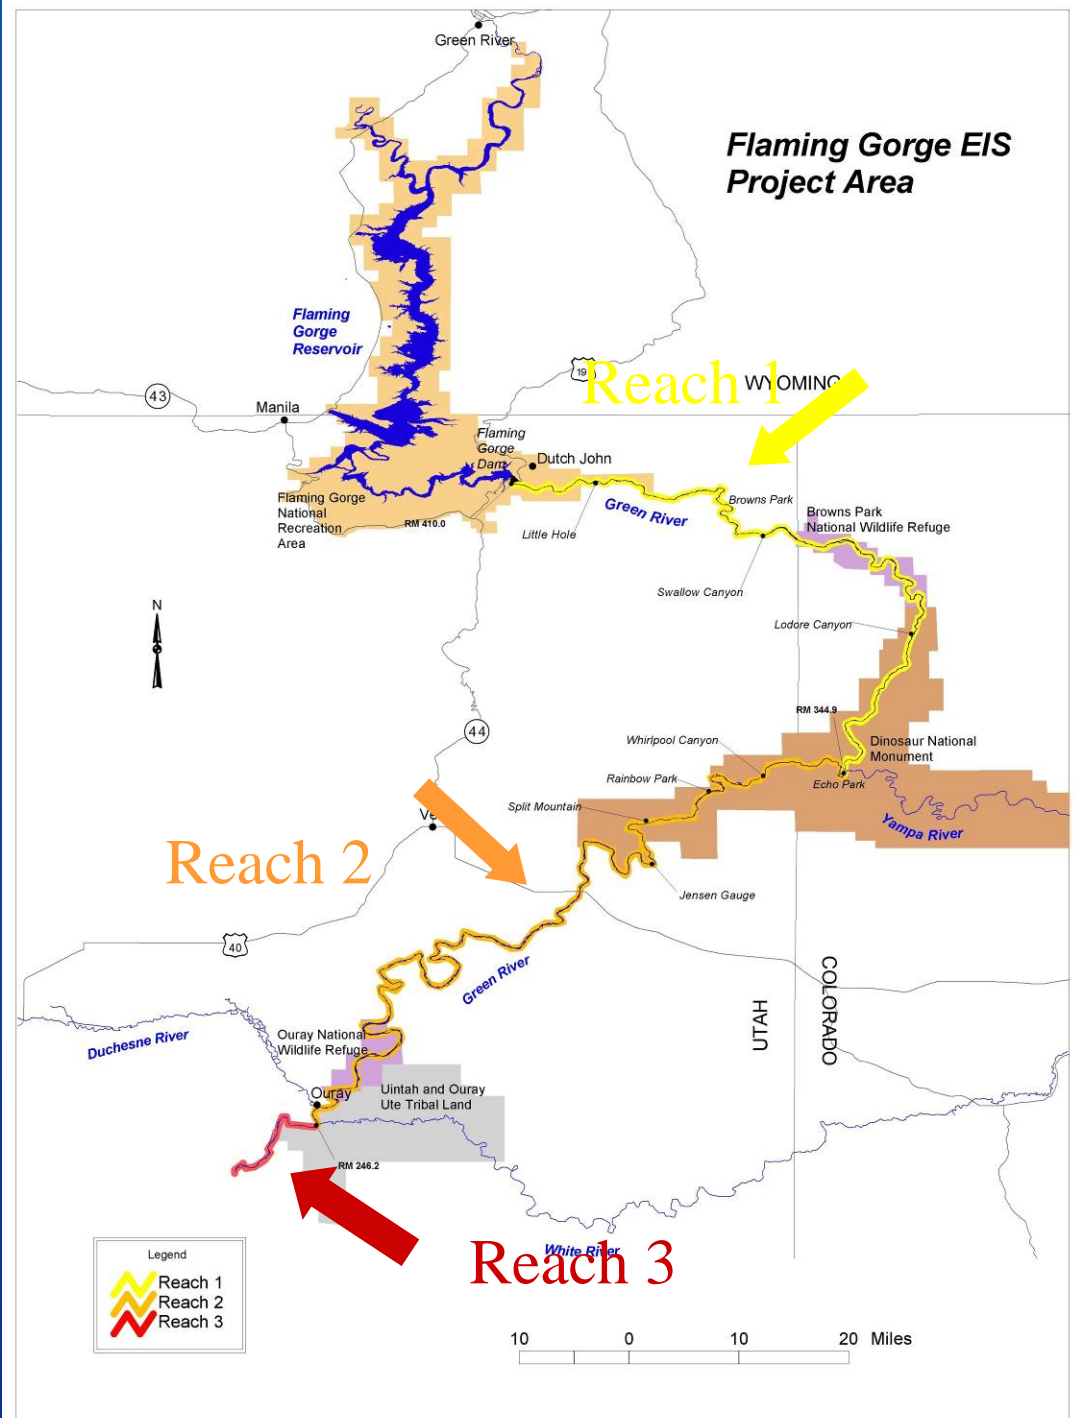 Green River
Flaming Gorge EIS
Project Area
Flaming
Gorge
Reservoir
191
Reach 1
WYOMING
43
Manila
Flaming
Gorge
Dam
Dutch John
Flaming Gorge
National
Recreation
Area
RM 410.0
Little Hole
Green River
Browns Park
Browns Park
National Wildlife Refuge
Swallow Canyon
N
Lodore Canyon
RM 344.9
44
Whirlpool Canyon
Dinosaur National
Monument
Rainbow Park
Echo Park
Split Mountain
Yampa River
Reach 2
Jensen Gauge
40
Green River
UTAH
COLORADO
Duchesne River
Ouray National
Wildlife Refuge
Ouray
Uintah and Ouray
Ute Tribal Land
RM 246.2
White River
Reach 3
Legend
Reach 1
Reach 2
Reach 3
10 0 10 20 Miles